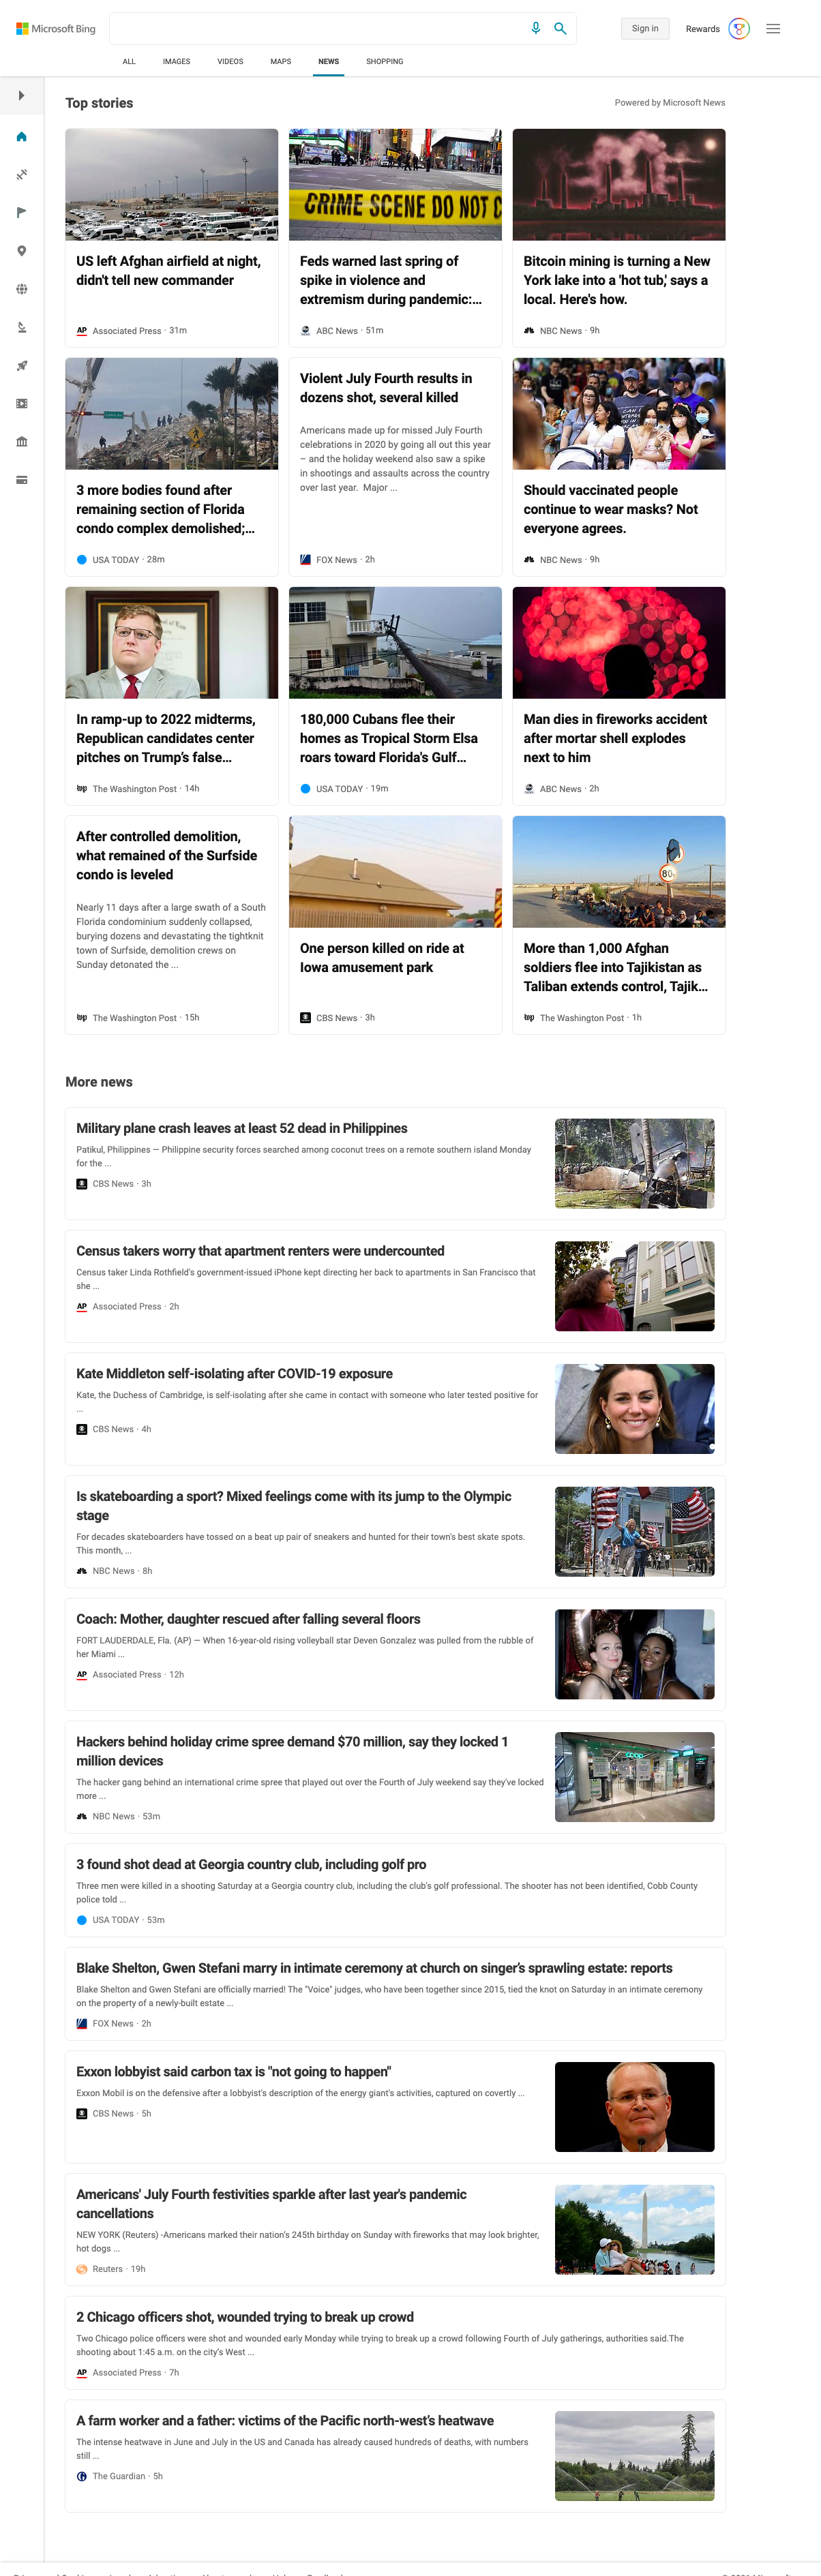 Microsoft Bing
Sign in
Rewards
ALL
IMAGES
VIDEOS
MAPS
NEWS
SHOPPING
Top stories
Powered by Microsoft News
CRIME SCENE DO NOT C
US left Afghan airfield at night,
didn't tell new commander
AP Associated Press · 31m
Feds warned last spring of
spike in violence and
extremism during pandemic:...
ABC News · 51m
Bitcoin mining is turning a New
York lake into a 'hot tub,' says a
local. Here's how.
NBC News · 9h
3 more bodies found after
remaining section of Florida
condo complex demolished;...
USA TODAY · 28m
Violent July Fourth results in
dozens shot, several killed
Americans made up for missed July Fourth
celebrations in 2020 by going all out this year
– and the holiday weekend also saw a spike
in shootings and assaults across the country
over last year. Major ...
FOX News · 2h
Should vaccinated people
continue to wear masks? Not
everyone agrees.
NBC News · 9h
In ramp-up to 2022 midterms,
Republican candidates center
pitches on Trump’s false...
wp The Washington Post · 14h
180,000 Cubans flee their
homes as Tropical Storm Elsa
roars toward Florida's Gulf...
USA TODAY · 19m
Man dies in fireworks accident
after mortar shell explodes
next to him
ABC News · 2h
After controlled demolition,
what remained of the Surfside
condo is leveled
Nearly 11 days after a large swath of a South
Florida condominium suddenly collapsed,
burying dozens and devastating the tightknit
town of Surfside, demolition crews on
Sunday detonated the ...
wp The Washington Post · 15h
One person killed on ride at
Iowa amusement park
CBS News · 3h
80
More than 1,000 Afghan
soldiers flee into Tajikistan as
Taliban extends control, Tajik...
wp The Washington Post · 1h
More news
Military plane crash leaves at least 52 dead in Philippines
Patikul, Philippines — Philippine security forces searched among coconut trees on a remote southern island Monday
for the ...
CBS News · 3h
Census takers worry that apartment renters were undercounted
Census taker Linda Rothfield's government-issued iPhone kept directing her back to apartments in San Francisco that
she ...
AP Associated Press · 2h
Kate Middleton self-isolating after COVID-19 exposure
Kate, the Duchess of Cambridge, is self-isolating after she came in contact with someone who later tested positive for
...
CBS News · 4h
Is skateboarding a sport? Mixed feelings come with its jump to the Olympic
stage
For decades skateboarders have tossed on a beat up pair of sneakers and hunted for their town's best skate spots.
This month, ...
NBC News · 8h
Coach: Mother, daughter rescued after falling several floors
FORT LAUDERDALE, Fla. (AP) — When 16-year-old rising volleyball star Deven Gonzalez was pulled from the rubble of
her Miami ...
AP Associated Press · 12h
Hackers behind holiday crime spree demand $70 million, say they locked 1
million devices
The hacker gang behind an international crime spree that played out over the Fourth of July weekend say they've locked
more ...
NBC News · 53m
coop
3 found shot dead at Georgia country club, including golf pro
Three men were killed in a shooting Saturday at a Georgia country club, including the club's golf professional. The shooter has not been identified, Cobb County
police told ...
USA TODAY · 53m
Blake Shelton, Gwen Stefani marry in intimate ceremony at church on singer’s sprawling estate: reports
Blake Shelton and Gwen Stefani are officially married! The "Voice" judges, who have been together since 2015, tied the knot on Saturday in an intimate ceremony
on the property of a newly-built estate ...
FOX News · 2h
Exxon lobbyist said carbon tax is "not going to happen"
Exxon Mobil is on the defensive after a lobbyist's description of the energy giant's activities, captured on covertly ...
CBS News · 5h
Americans' July Fourth festivities sparkle after last year's pandemic
cancellations
NEW YORK (Reuters) -Americans marked their nation's 245th birthday on Sunday with fireworks that may look brighter,
hot dogs ...
Reuters · 19h
2 Chicago officers shot, wounded trying to break up crowd
Two Chicago police officers were shot and wounded early Monday while trying to break up a crowd following Fourth of July gatherings, authorities said.The
shooting about 1:45 a.m. on the city’s West ...
AP Associated Press · 7h
A farm worker and a father: victims of the Pacific north-west’s heatwave
The intense heatwave in June and July in the US and Canada has already caused hundreds of deaths, with numbers
still ...
The Guardian · 5h